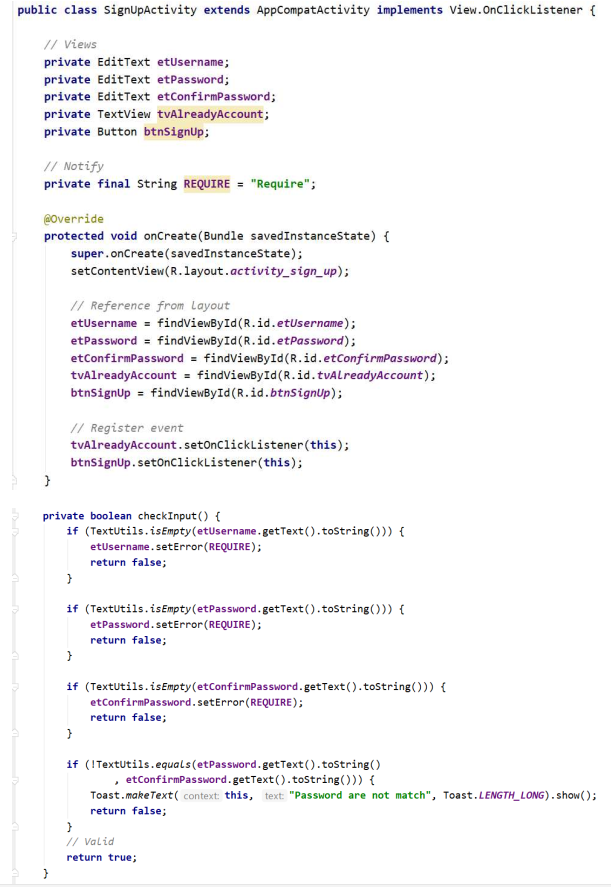 public class SignUpActivity extends AppCompatActivity implements View.OnClickListener {
// Views
private EditText etUsername;
private EditText etPassword;
private EditText etConfirmPassword;
private TextView tvAlreadyAccount;
private Button btnSignUp;
// Notify
private final String REQUIRE = "Require";
@Override
protected void onCreate(Bundle savedInstanceState) {
super.onCreate(savedInstanceState);
setContentView(R.layout.activity_sign_up);
// Reference from layout
etUsername = findViewById(R.id.etUsername);
etPassword = findViewById(R.id.etPassword);
etConfirmPassword = findViewById(R.id.etConfirmPassword);
tvAlreadyAccount = findViewById(R.id.tvAlreadyAccount);
btnSignUp = findViewById(R.id.btnSignUp);
// Register event
tvAlreadyAccount.setOnClickListener(this);
btnSignUp.setOnClickListener(this);
}
private boolean checkInput() {
if (TextUtils.isEmpty(etUsername.getText().toString())) {
etUsername.setError(REQUIRE);
return false;
}
if (TextUtils.isEmpty(etPassword.getText().toString())) {
etPassword.setError(REQUIRE);
return false;
}
if (TextUtils.isEmpty(etConfirmPassword.getText().toString())) {
etConfirmPassword.setError(REQUIRE);
return false;
}
if (!TextUtils.equals(etPassword.getText().toString()
, etConfirmPassword.getText().toString())) {
Toast.makeText( context: this, text: "Password are not match", Toast.LENGTH_LONG).show();
return false;
}
// Valid
return true;
}